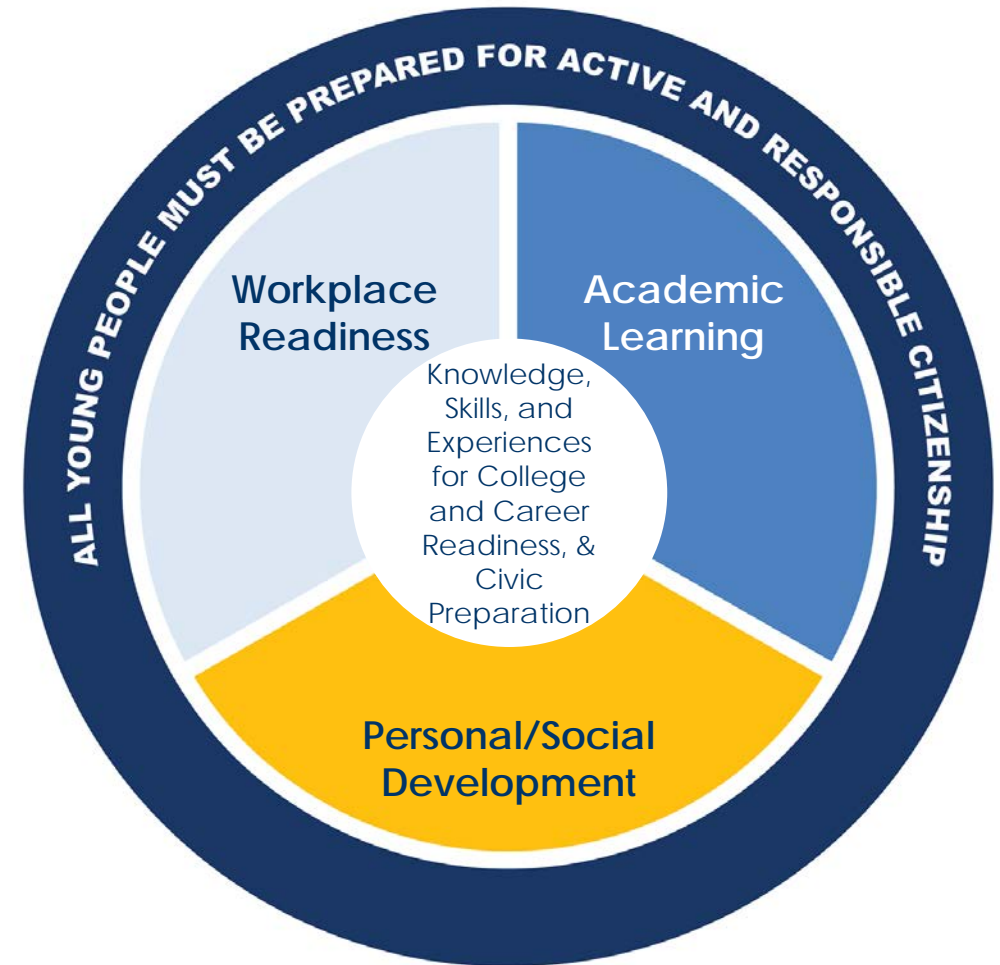 ALL YOUNG PEOPLE MUST BE PREPARED FOR ACTIVE AND RESPONSIBLE CITIZENSHIP
Workplace
Readiness
Academic
Learning
Knowledge,
Skills, and
Experiences
for College
and Career
Readiness, &
Civic
Preparation
Personal/Social
Development